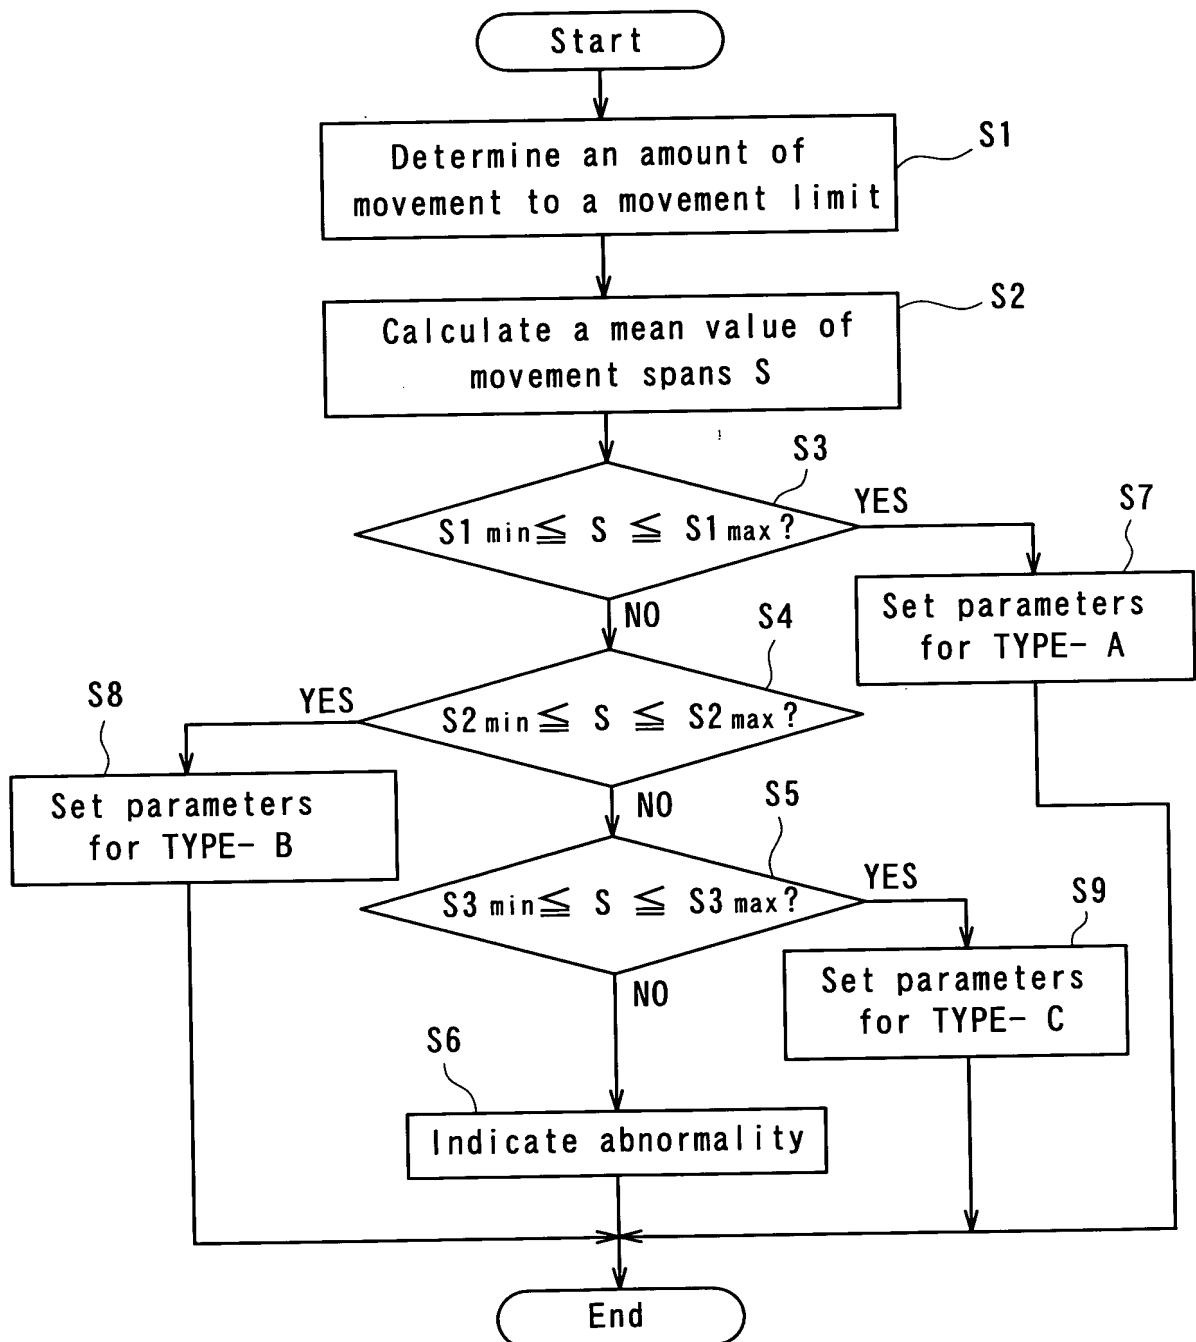 Start
S1
Determine an amount of
movement to a movement limit
S2
Calculate a mean value of
movement spans S
S3
S1 min ≦ S ≦ S1 max ?
YES
S7
Set parameters
for TYPE- A
NO
S4
S2 min ≦ S ≦ S2 max ?
YES
S8
Set parameters
for TYPE- B
NO
S5
S3 min ≦ S ≦ S3 max ?
YES
S9
Set parameters
for TYPE- C
NO
S6
Indicate abnormality
End